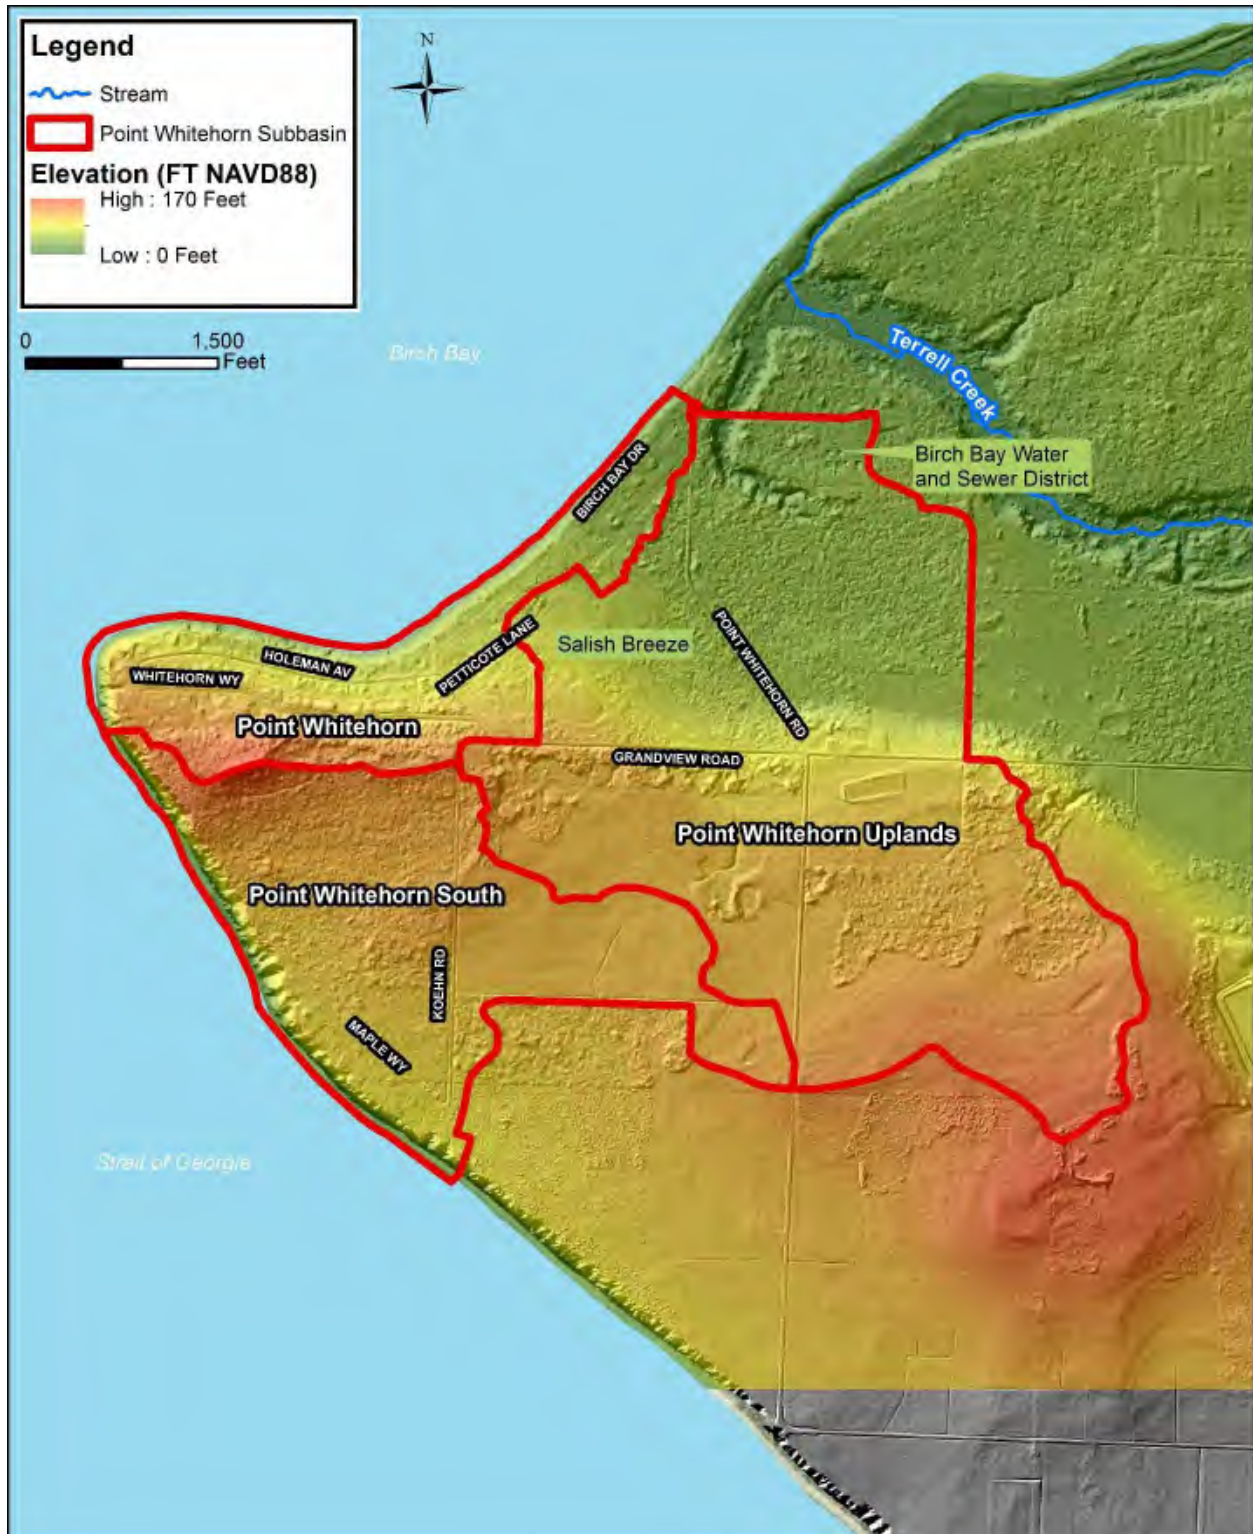 Legend
Stream
Point Whitehorn Subbasin
Elevation (FT NAVD88)
High : 170 Feet
Low : 0 Feet
N
0 1,500
Feet
Birch Bay
Terrell Creek
Birch Bay Water
and Sewer District
BIRCH BAY DR
PETTICOTE LANE
Salish Breeze
POINT WHITEHORN RD
HOLEMAN AV
WHITEHORN WY
Point Whitehorn
GRANDVIEW ROAD
Point Whitehorn Uplands
Point Whitehorn South
KOEHN RD
MAPLE WY
Strait of Georgia